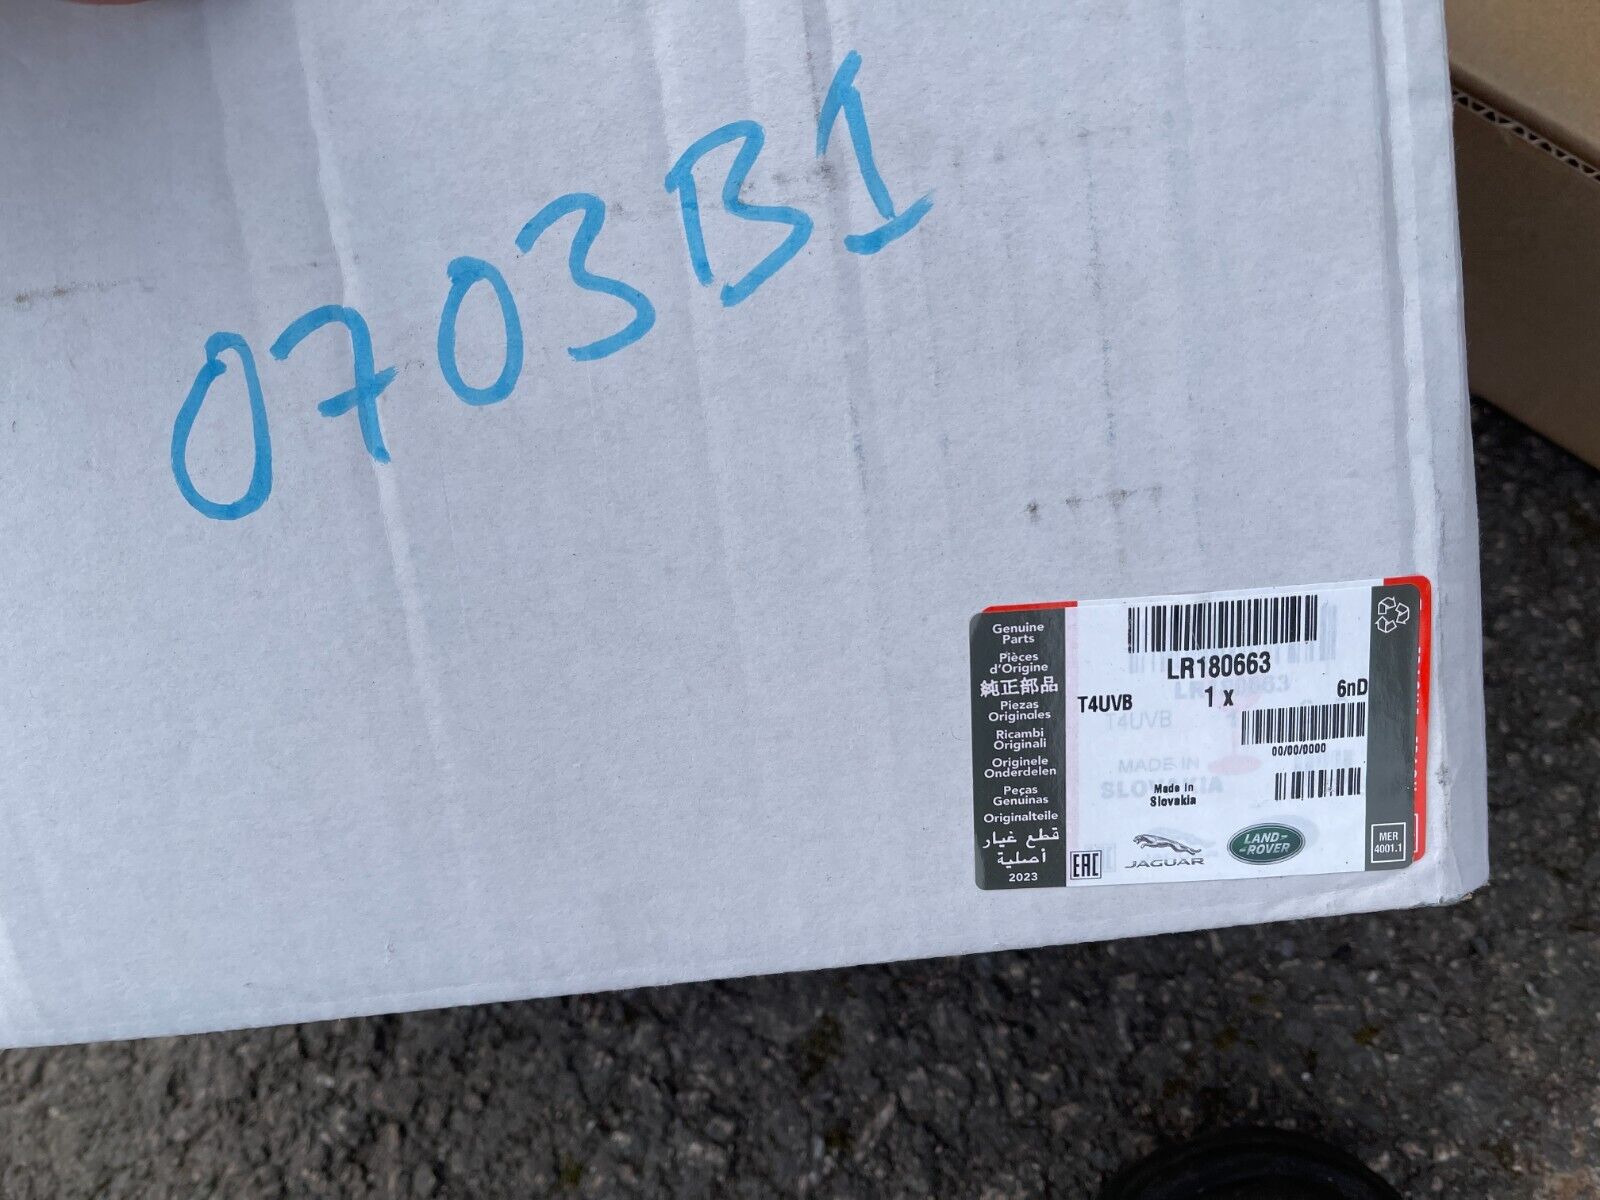 0703B1
Genuine
Parts
Pièces
d'Origine
純正部品
Piezas
Originales
Ricambi
Originali
Originele
Onderdelen
Peças
Genuinas
Originalteile
قطع غيار
أصلية
2023
LR180663
T4UVB 1 x 6nD
00/00/0000
Made in
Slovakia
EAC
JAGUAR
LAND-
-ROVER
MER
4001.1
LR180663
T4UVB
MADE IN
SLOVAKIA